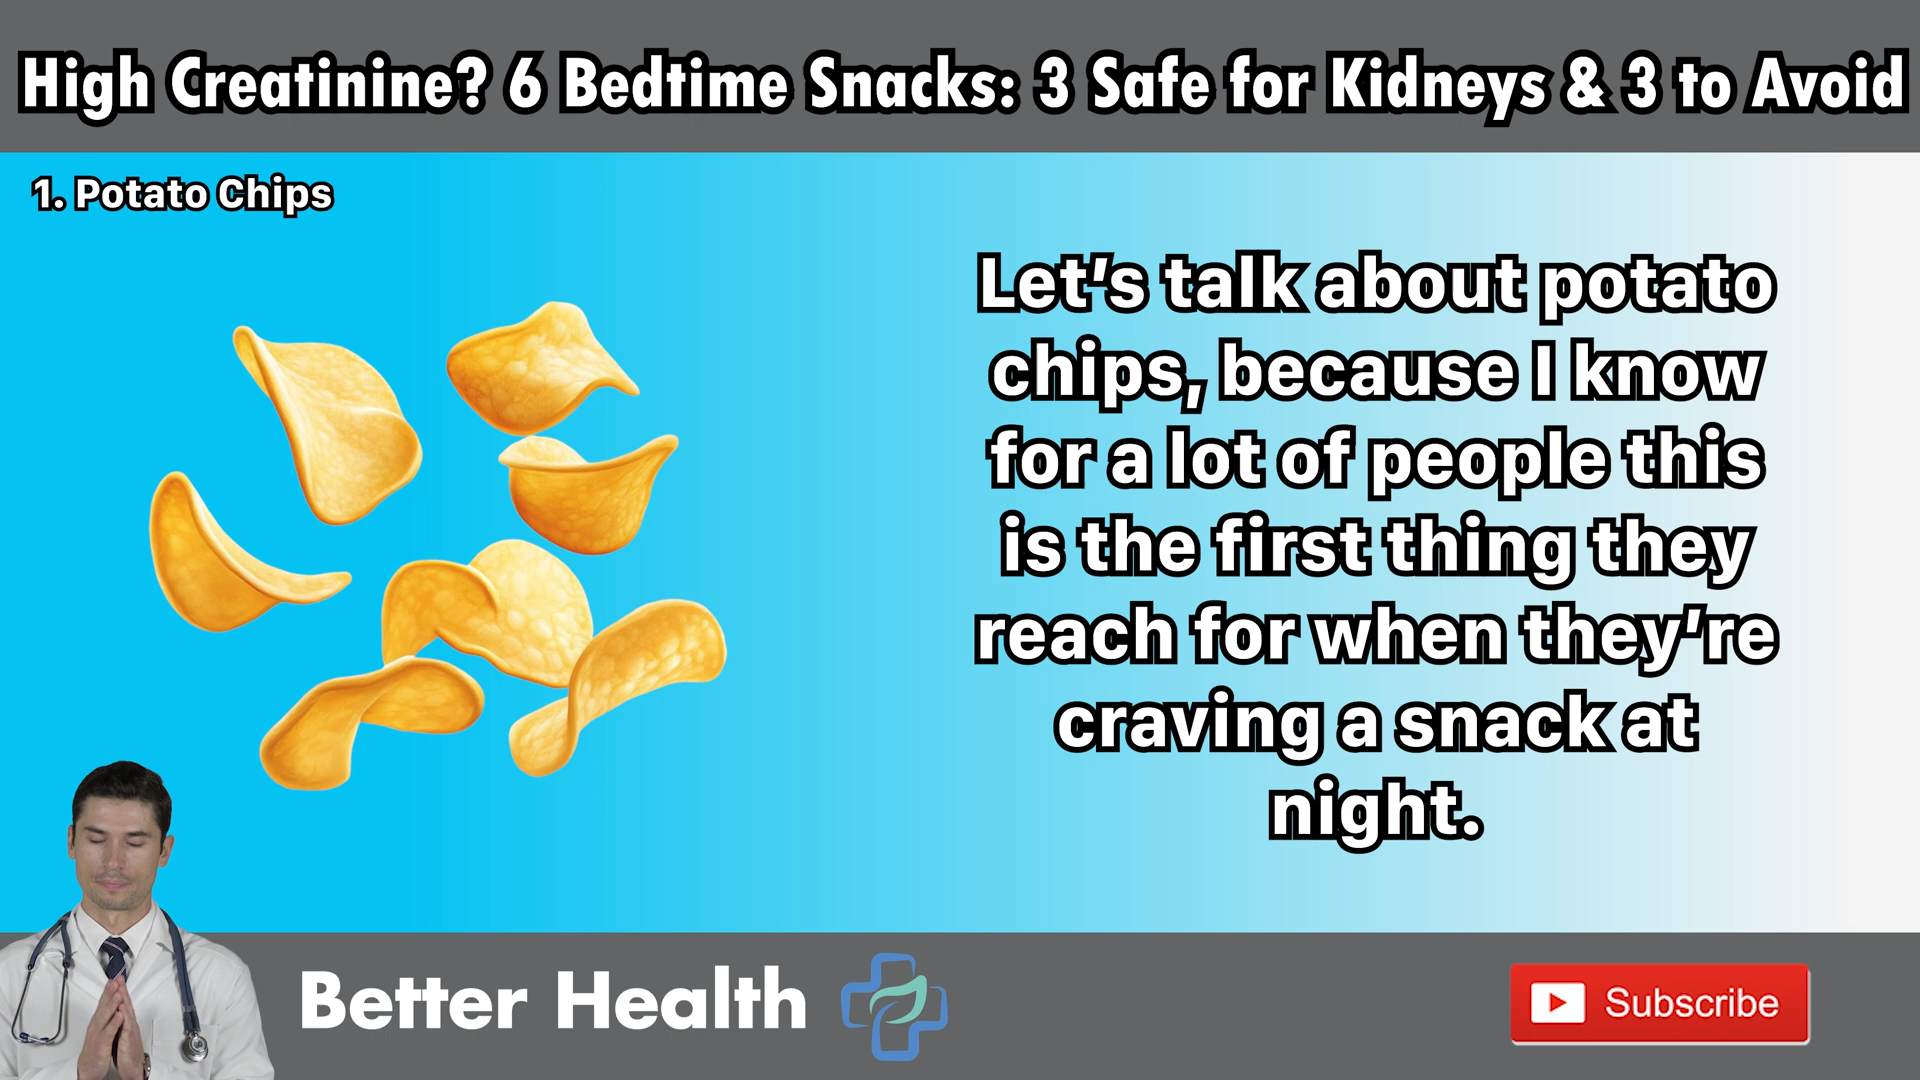 High Creatinine? 6 Bedtime Snacks: 3 Safe for Kidneys & 3 to Avoid
1. Potato Chips
Let’s talk about potato
chips, because I know
for a lot of people this
is the first thing they
reach for when they’re
craving a snack at
night.
Better Health
Subscribe